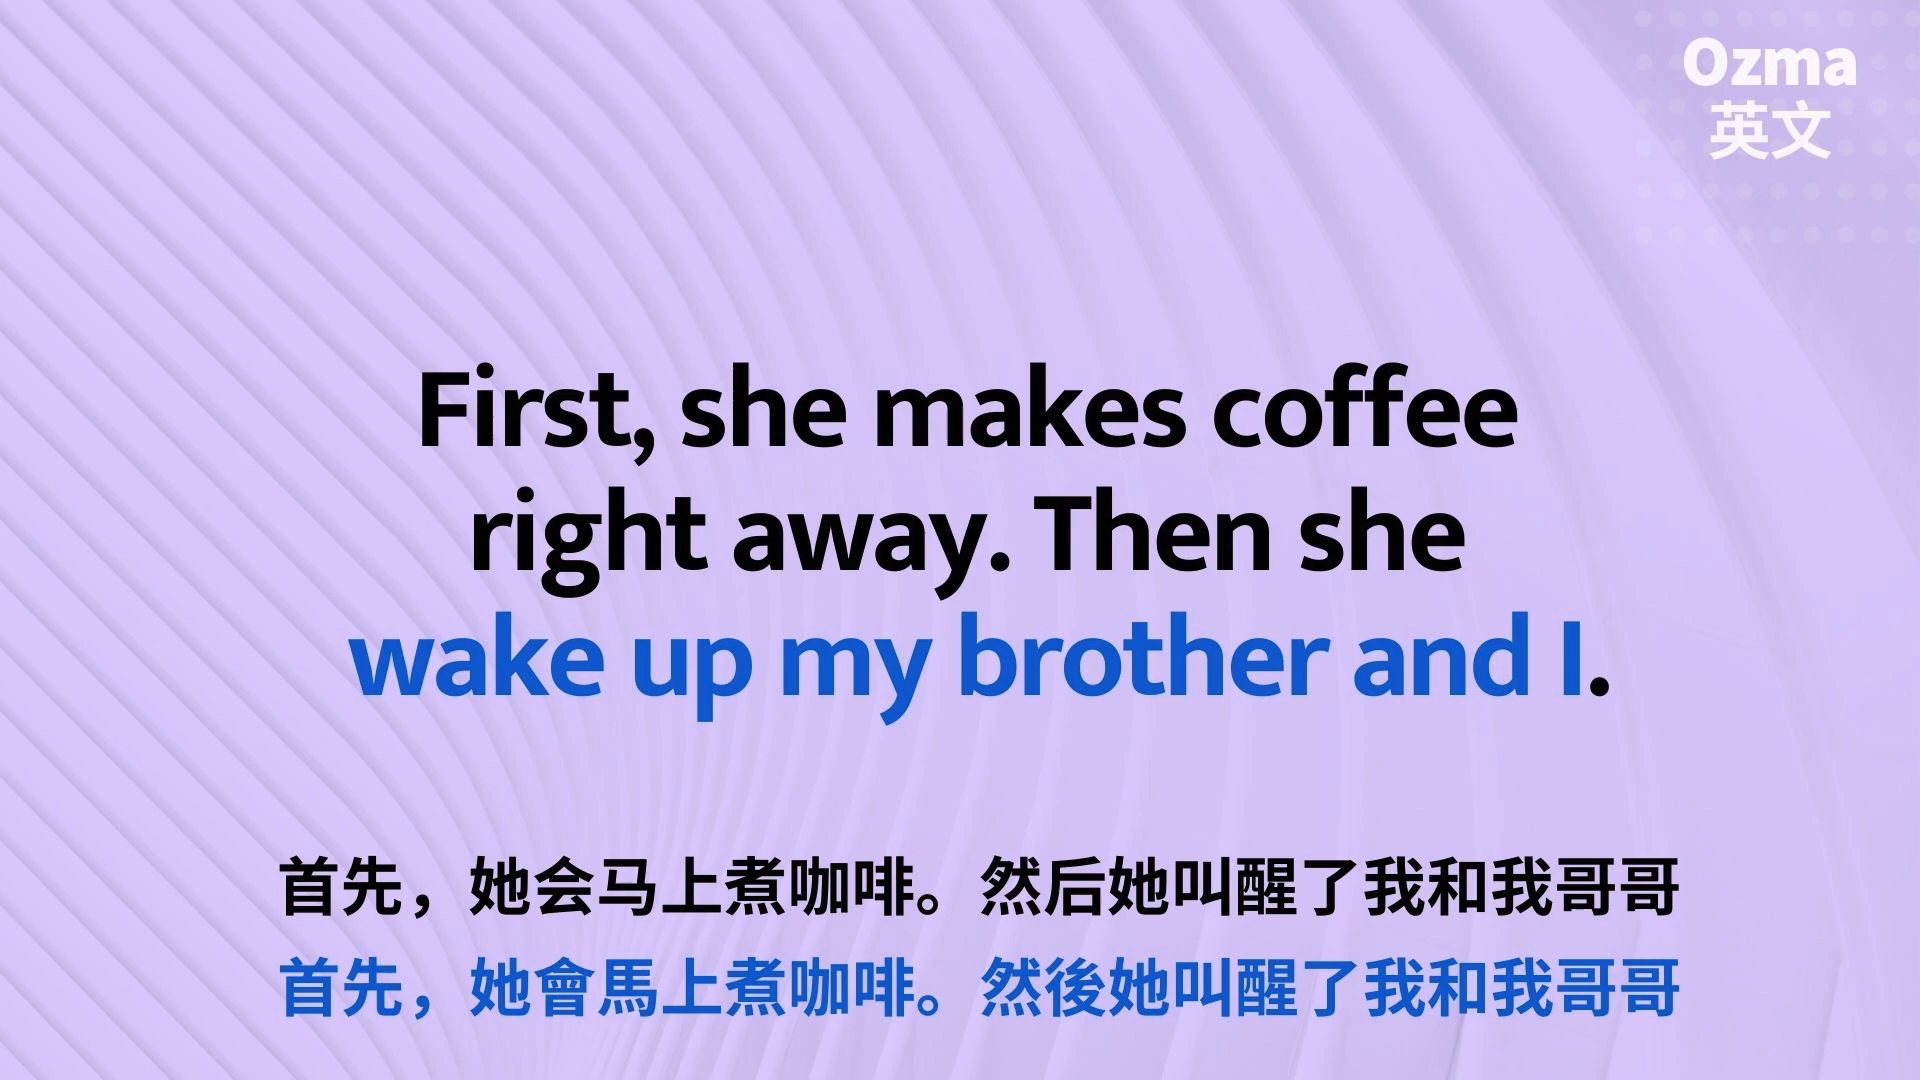 Ozma
英文
First, she makes coffee
right away. Then she
wake up my brother and I.
首先，她会马上煮咖啡。然后她叫醒了我和我哥哥
首先，她會馬上煮咖啡。然後她叫醒了我和我哥哥